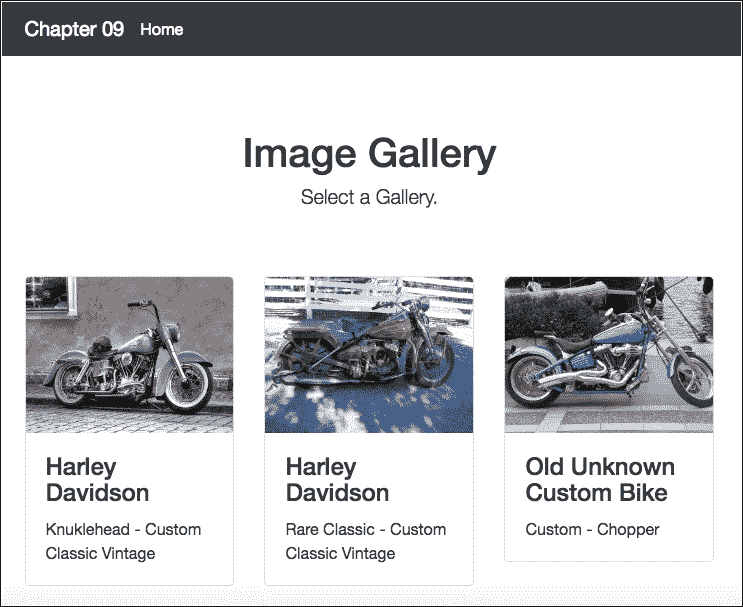 Chapter 09 Home
Image Gallery
Select a Gallery.
Harley
Davidson
Knuklehead - Custom
Classic Vintage
Harley
Davidson
Rare Classic - Custom
Classic Vintage
Old Unknown
Custom Bike
Custom - Chopper